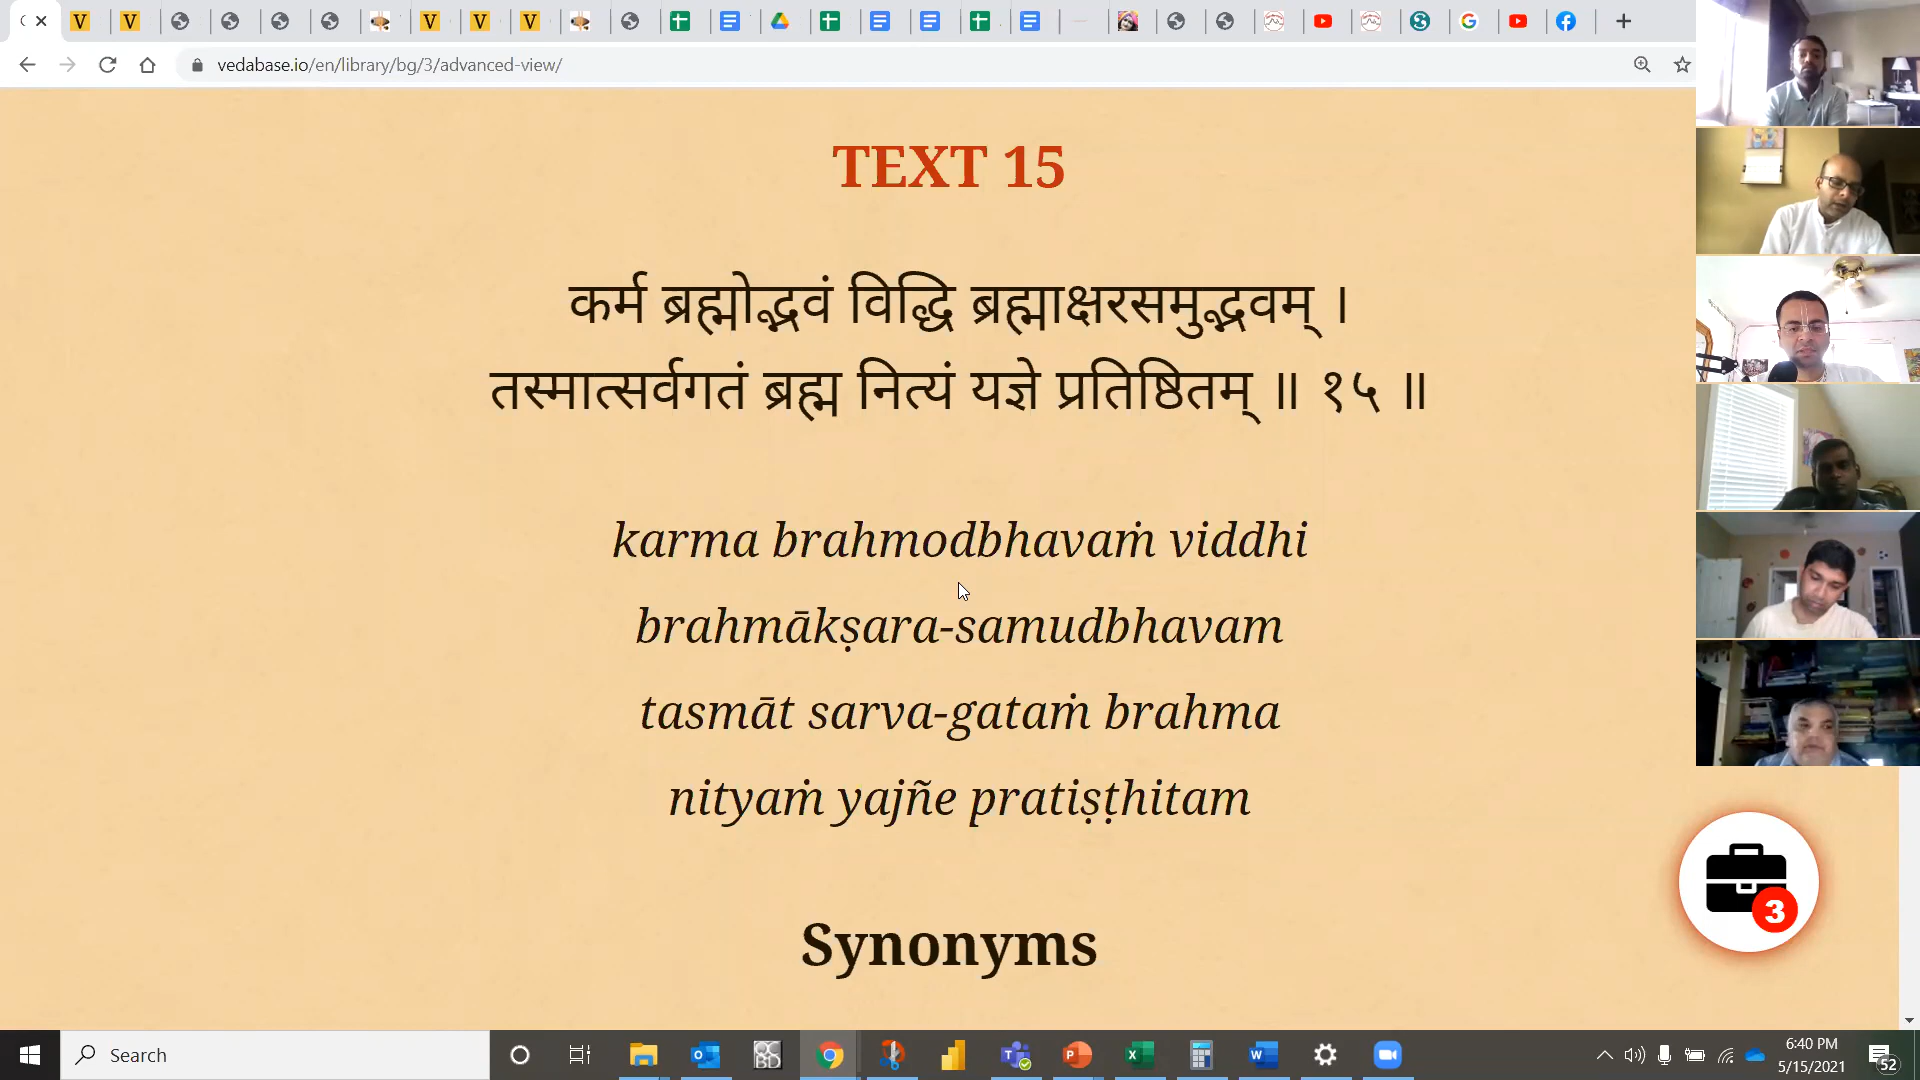 vedabase.io/en/library/bg/3/advanced-view/
TEXT 15
कर्म ब्रह्मोद्भवं विद्धि ब्रह्माक्षरसमुद्भवम् ।
तस्मात्सर्वगतं ब्रह्म नित्यं यज्ञे प्रतिष्ठितम् ॥ १५ ॥
karma brahmodbhavaṁ viddhi
brahmākṣara-samudbhavam
tasmāt sarva-gataṁ brahma
nityaṁ yajñe pratiṣṭhitam
Synonyms
3
Search
6:40 PM
5/15/2021
52